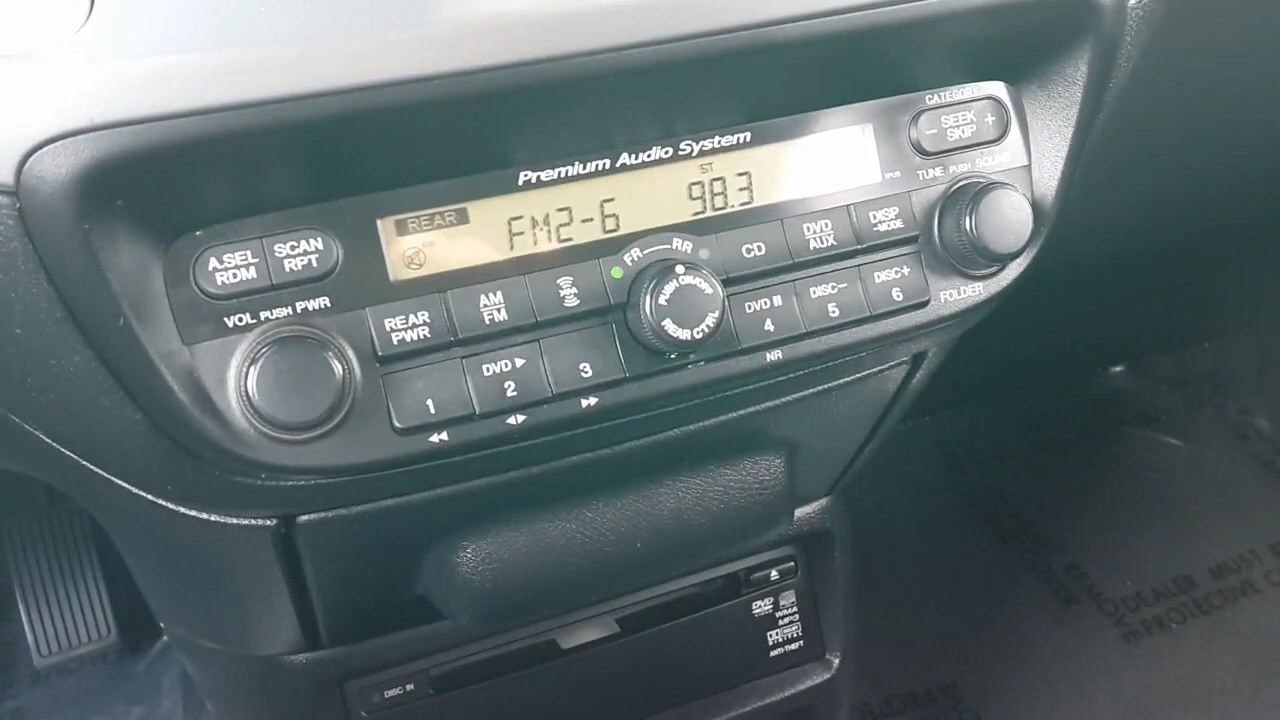 CATEGORY
− SEEK +
SKIP
Premium Audio System
TUNE PUSH SOUND
REAR
RR
FM2-6
ST
98.3
A.SEL
RDM
SCAN
RPT
VOL PUSH PWR
REAR
PWR
AM
FM
FR RR
PUSH ON/OFF
REAR CTRL
CD
DVD
AUX
DISP
-MODE
1
DVD ▶
2
3
DVD II
4
DISC−
5
DISC+
6
FOLDER
NR
DVD
VIDEO
WMA
MP3
DIGITAL
ANTI-THEFT
DISC IN
DEALER MUST
PROTECTIVE